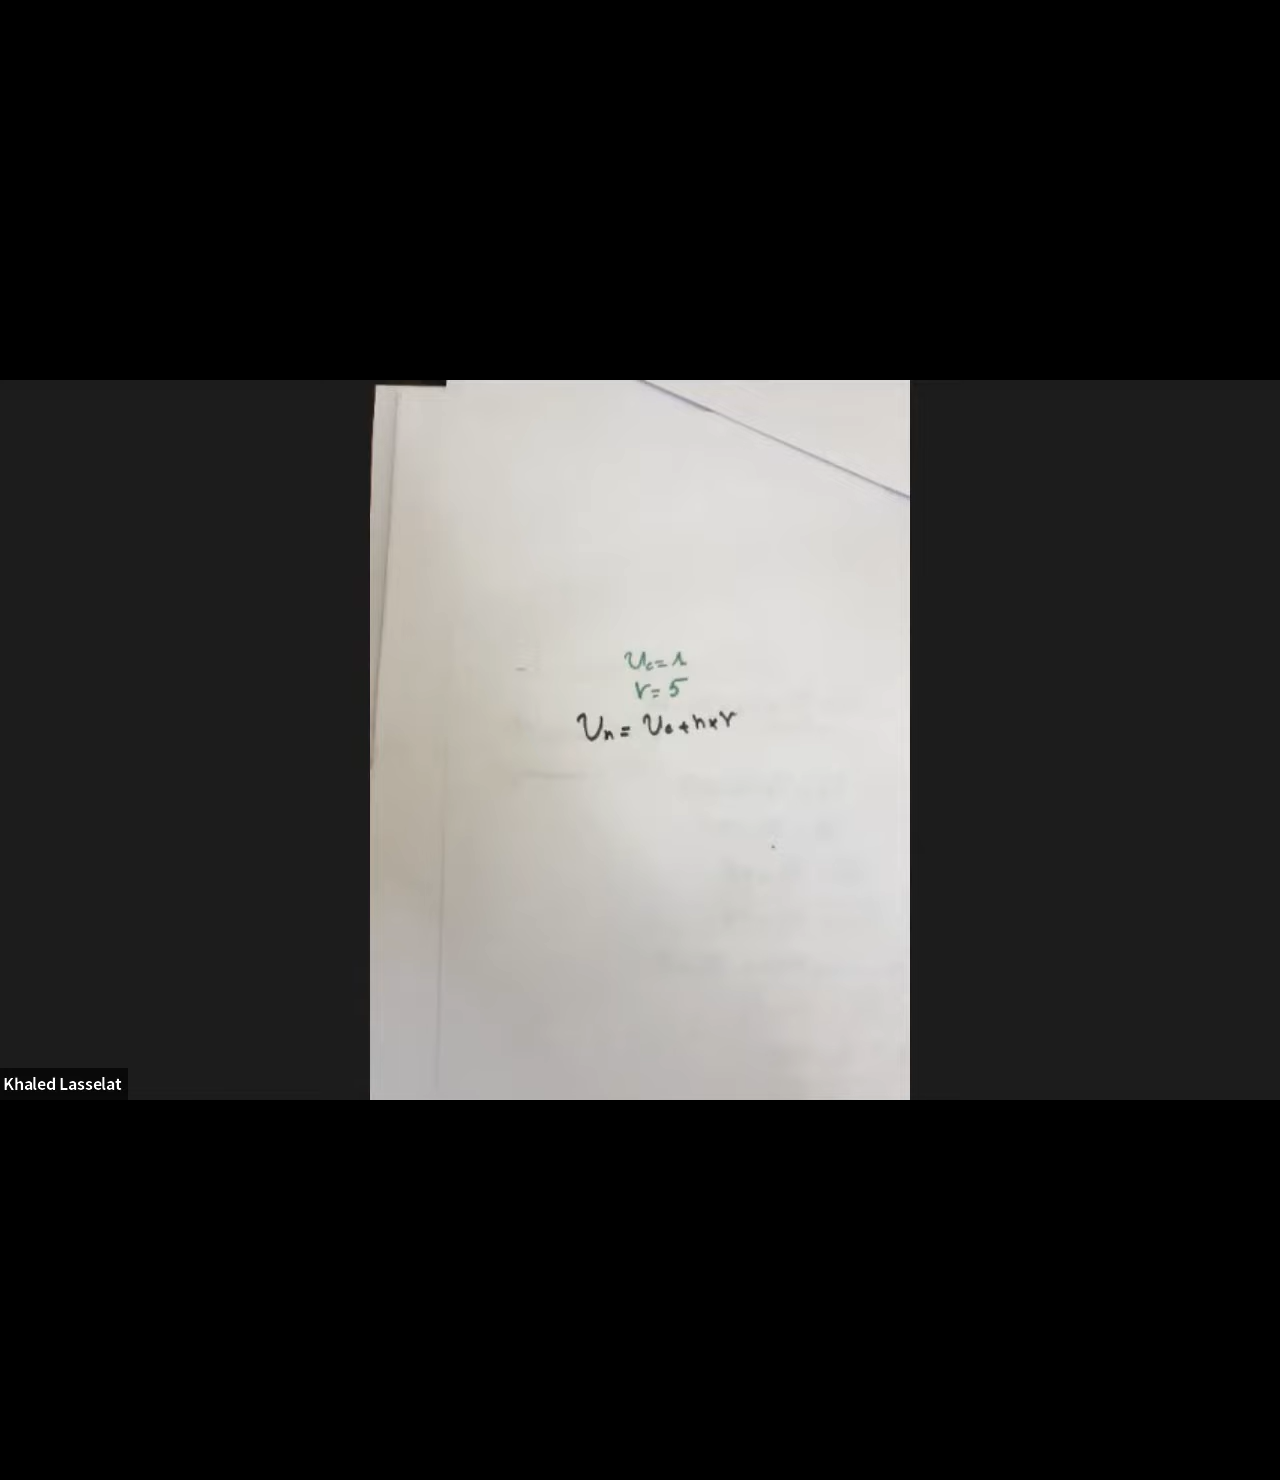 U₀ = 1
r = 5
Uₙ = U₀ + n × r
Khaled Lasselat